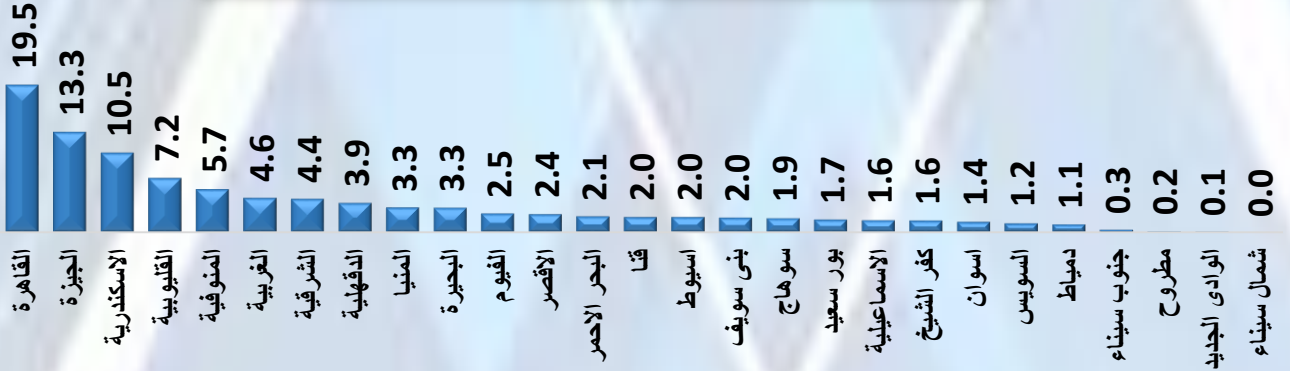 19.5
13.3
10.5
7.2
5.7
4.6
4.4
3.9
3.3
3.3
2.5
2.4
2.1
2.0
2.0
2.0
1.9
1.7
1.6
1.6
1.4
1.2
1.1
0.3
0.2
0.1
0.0
القاهرة
الجيزة
الاسكندرية
القليوبية
المنوفية
الغربية
الشرقية
الدقهلية
المنيا
البحيرة
الفيوم
الاقصر
البحر الاحمر
قنا
اسيوط
بنى سويف
سوهاج
بور سعيد
الاسماعيلية
كفر الشيخ
اسوان
السويس
دمياط
جنوب سيناء
مطروح
الوادى الجديد
شمال سيناء